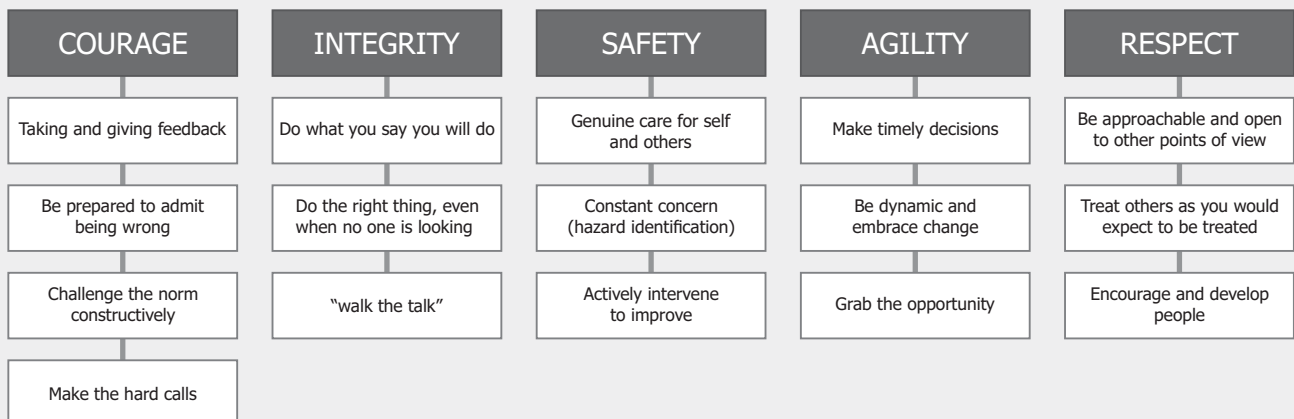 COURAGE
Taking and giving feedback
Be prepared to admit
being wrong
Challenge the norm
constructively
Make the hard calls
INTEGRITY
Do what you say you will do
Do the right thing, even
when no one is looking
“walk the talk”
SAFETY
Genuine care for self
and others
Constant concern
(hazard identification)
Actively intervene
to improve
AGILITY
Make timely decisions
Be dynamic and
embrace change
Grab the opportunity
RESPECT
Be approachable and open
to other points of view
Treat others as you would
expect to be treated
Encourage and develop
people